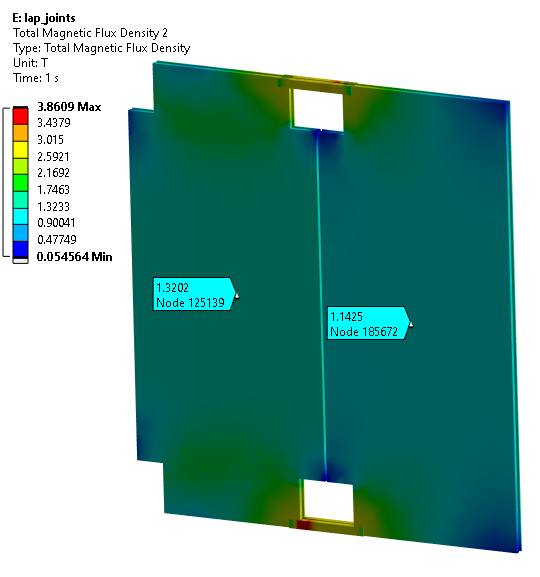 E: lap_joints
Total Magnetic Flux Density 2
Type: Total Magnetic Flux Density
Unit: T
Time: 1 s
3.8609 Max
3.4379
3.015
2.5921
2.1692
1.7463
1.3233
0.90041
0.47749
0.054564 Min
1.3202
Node 125139
1.1425
Node 185672